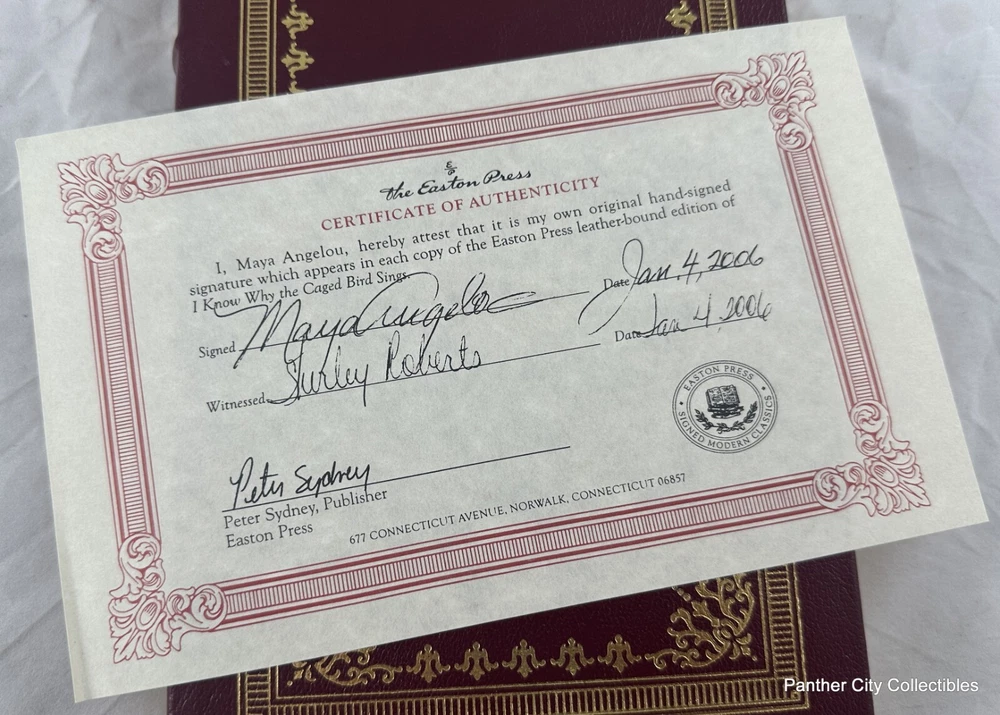 E
P
the Easton Press
CERTIFICATE OF AUTHENTICITY
I, Maya Angelou, hereby attest that it is my own original hand-signed
signature which appears in each copy of the Easton Press leather-bound edition of
I Know Why the Caged Bird Sings.
Signed Maya Angelou Date Jan. 4, 2006
Witnessed Shirley Roberts Date Jan 4, 2006
EASTON PRESS
SIGNED MODERN CLASSICS
Peter Sydney
Peter Sydney, Publisher
Easton Press
677 CONNECTICUT AVENUE, NORWALK, CONNECTICUT 06857
Panther City Collectibles